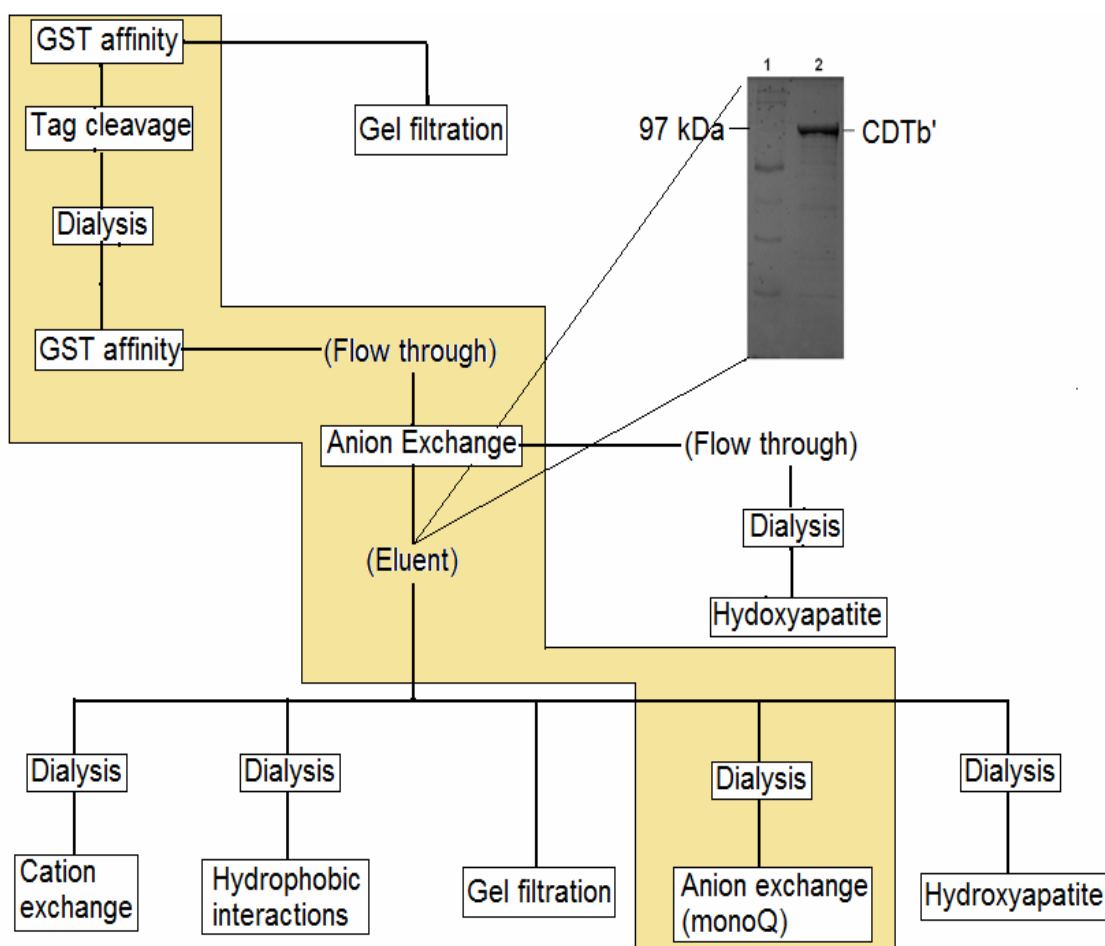 GST affinity
Tag cleavage
Gel filtration
Dialysis
GST affinity
(Flow through)
1 2
97 kDa
CDTb'
Anion Exchange
(Flow through)
Dialysis
(Eluent)
Hydoxyapatite
Dialysis
Dialysis
Dialysis
Dialysis
Cation
exchange
Hydrophobic
interactions
Gel filtration
Anion exchange
(monoQ)
Hydroxyapatite